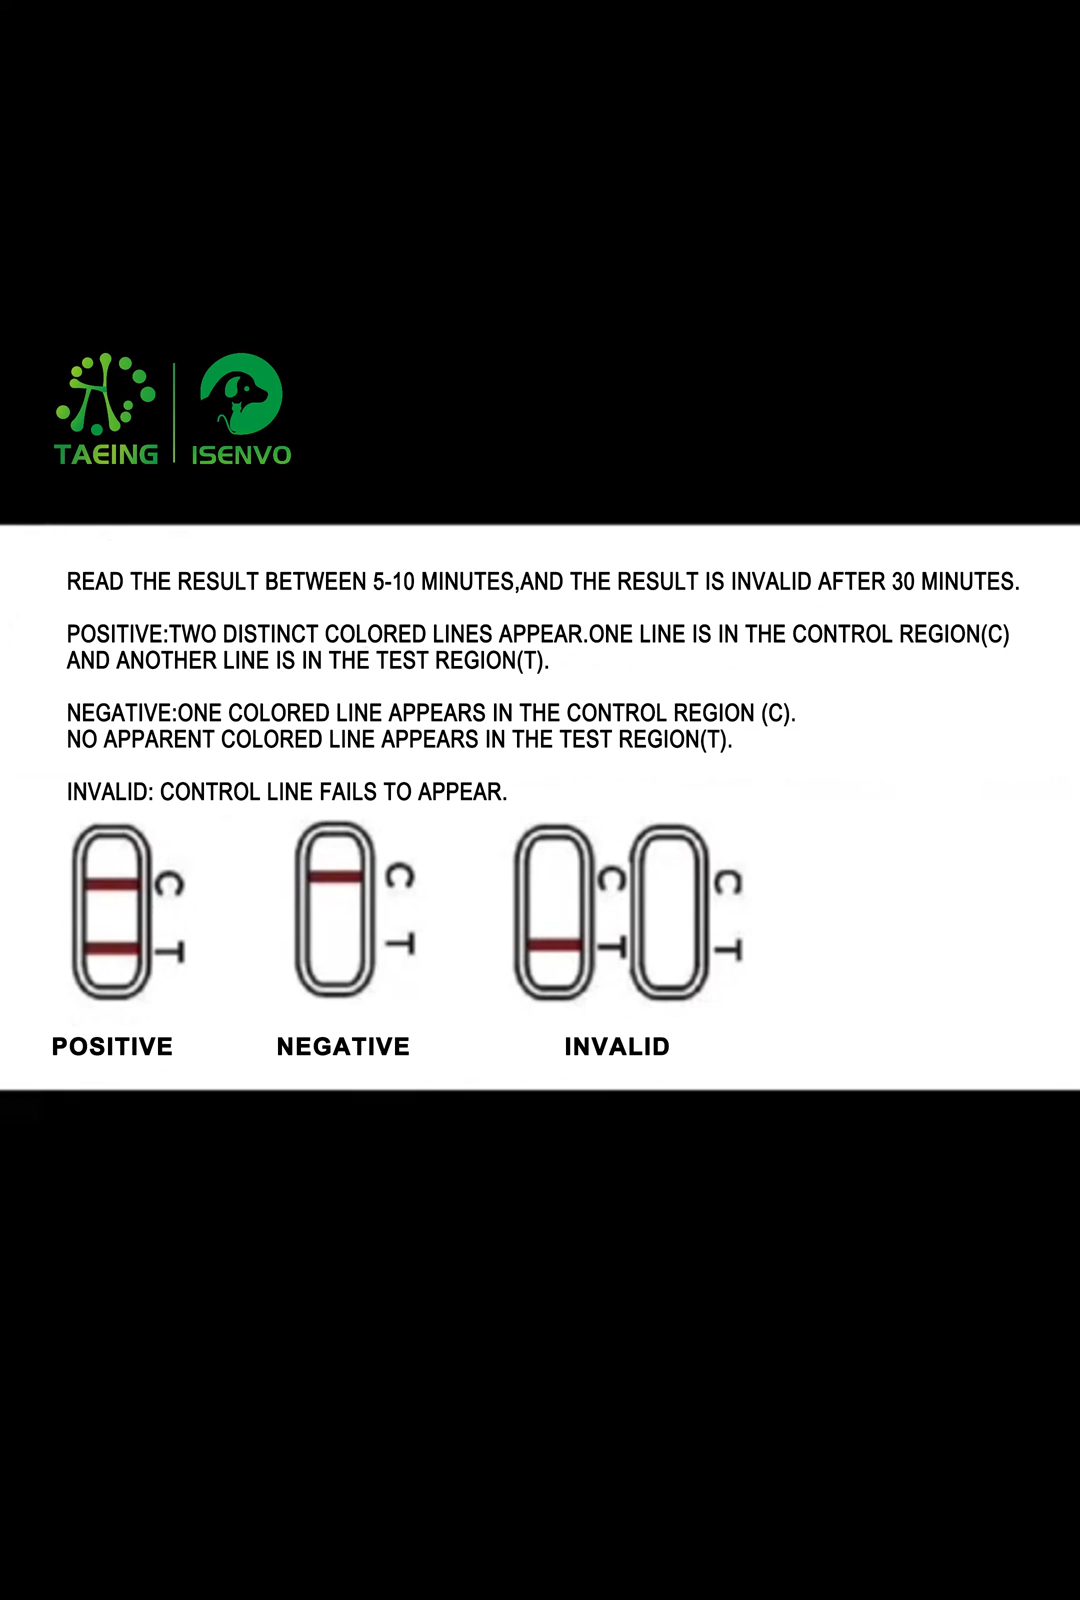 TAEING
ISENVO
READ THE RESULT BETWEEN 5-10 MINUTES,AND THE RESULT IS INVALID AFTER 30 MINUTES.
POSITIVE:TWO DISTINCT COLORED LINES APPEAR.ONE LINE IS IN THE CONTROL REGION(C)
AND ANOTHER LINE IS IN THE TEST REGION(T).
NEGATIVE:ONE COLORED LINE APPEARS IN THE CONTROL REGION (C).
NO APPARENT COLORED LINE APPEARS IN THE TEST REGION(T).
INVALID: CONTROL LINE FAILS TO APPEAR.
C
T
C
T
C
T
C
T
POSITIVE
NEGATIVE
INVALID